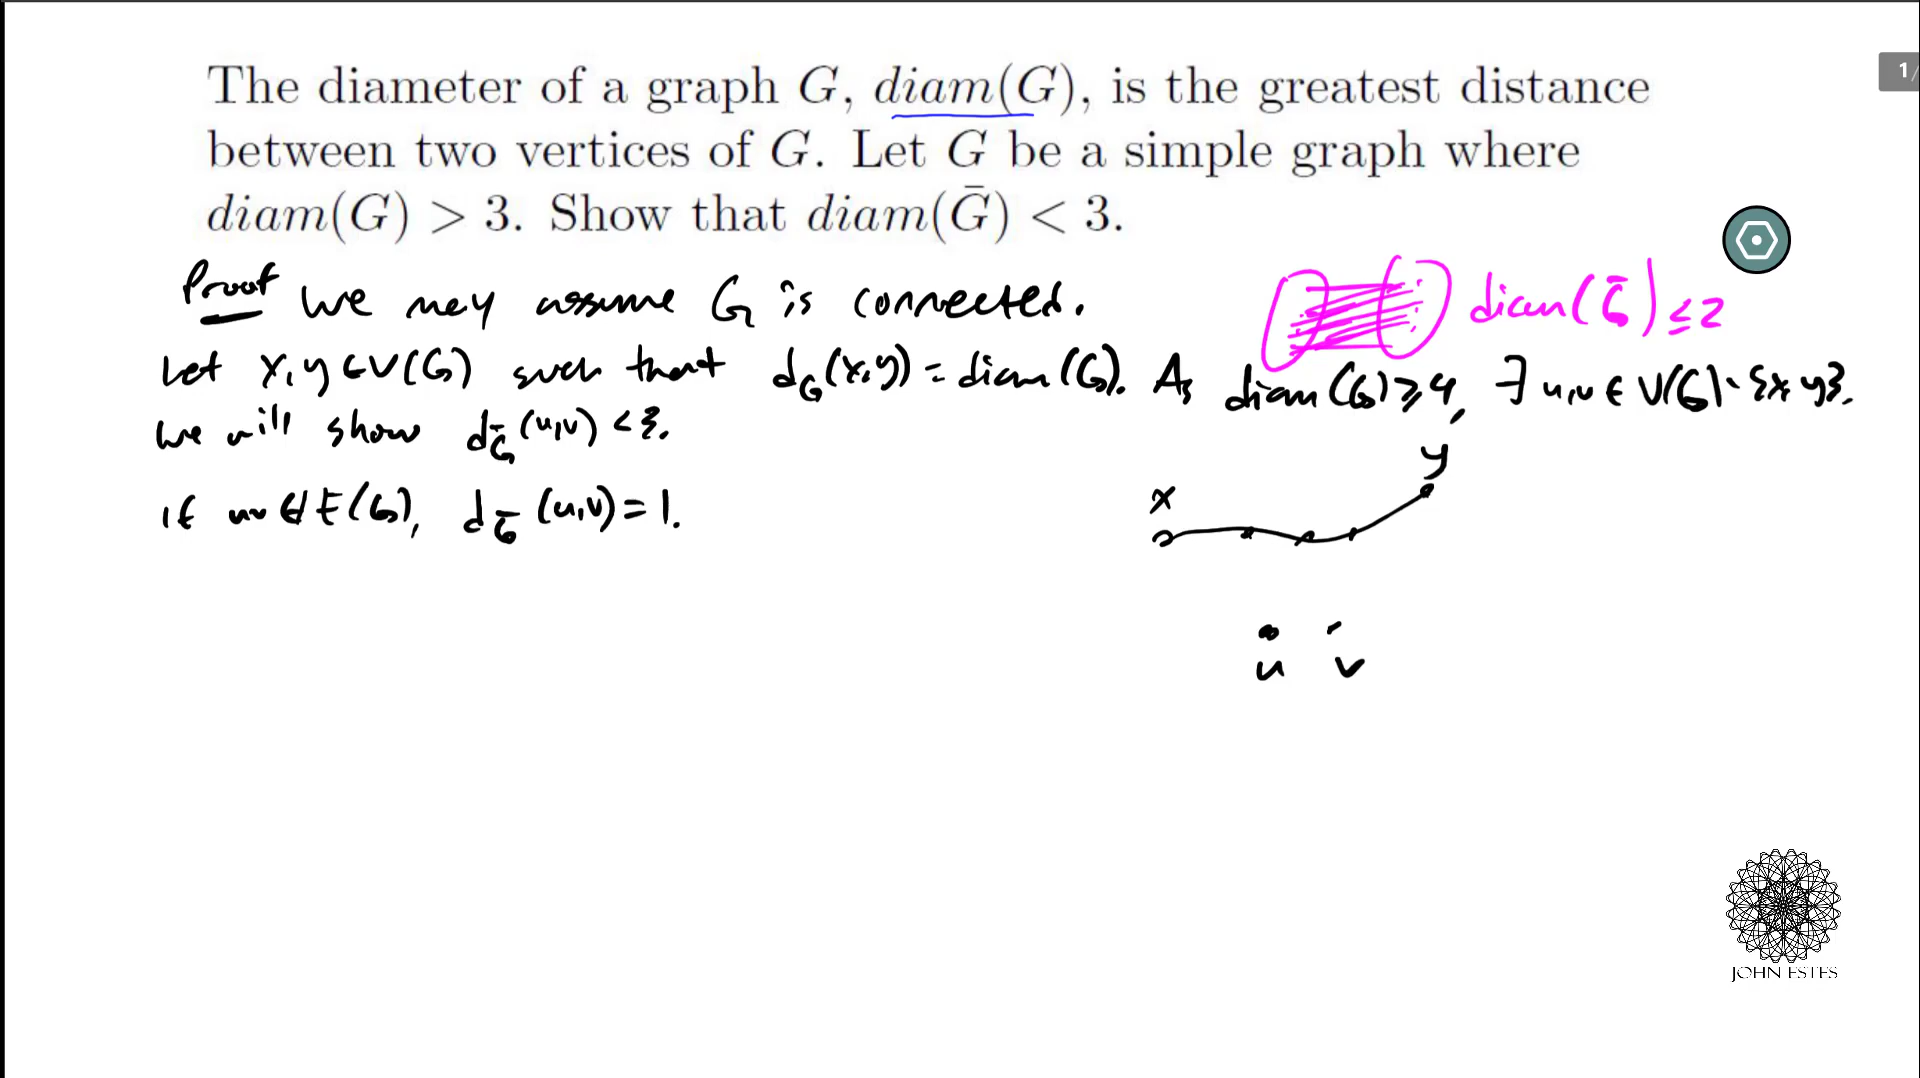 The diameter of a graph G, diam(G), is the greatest distance
between two vertices of G. Let G be a simple graph where
diam(G) > 3. Show that diam(Ḡ) < 3.
1/
Proof We may assume G is connected.
diam(Ḡ) ≤ 2
Let x,y ∈ V(G) such that d_G(x,y) = diam(G). As diam(G) ≥ 4, ∃ u,v ∈ V(G) - {x,y}.
We will show d_Ḡ(u,v) < 3.
If uv ∉ E(G), d_Ḡ(u,v) = 1.
y
x
u v
JOHN ESTES